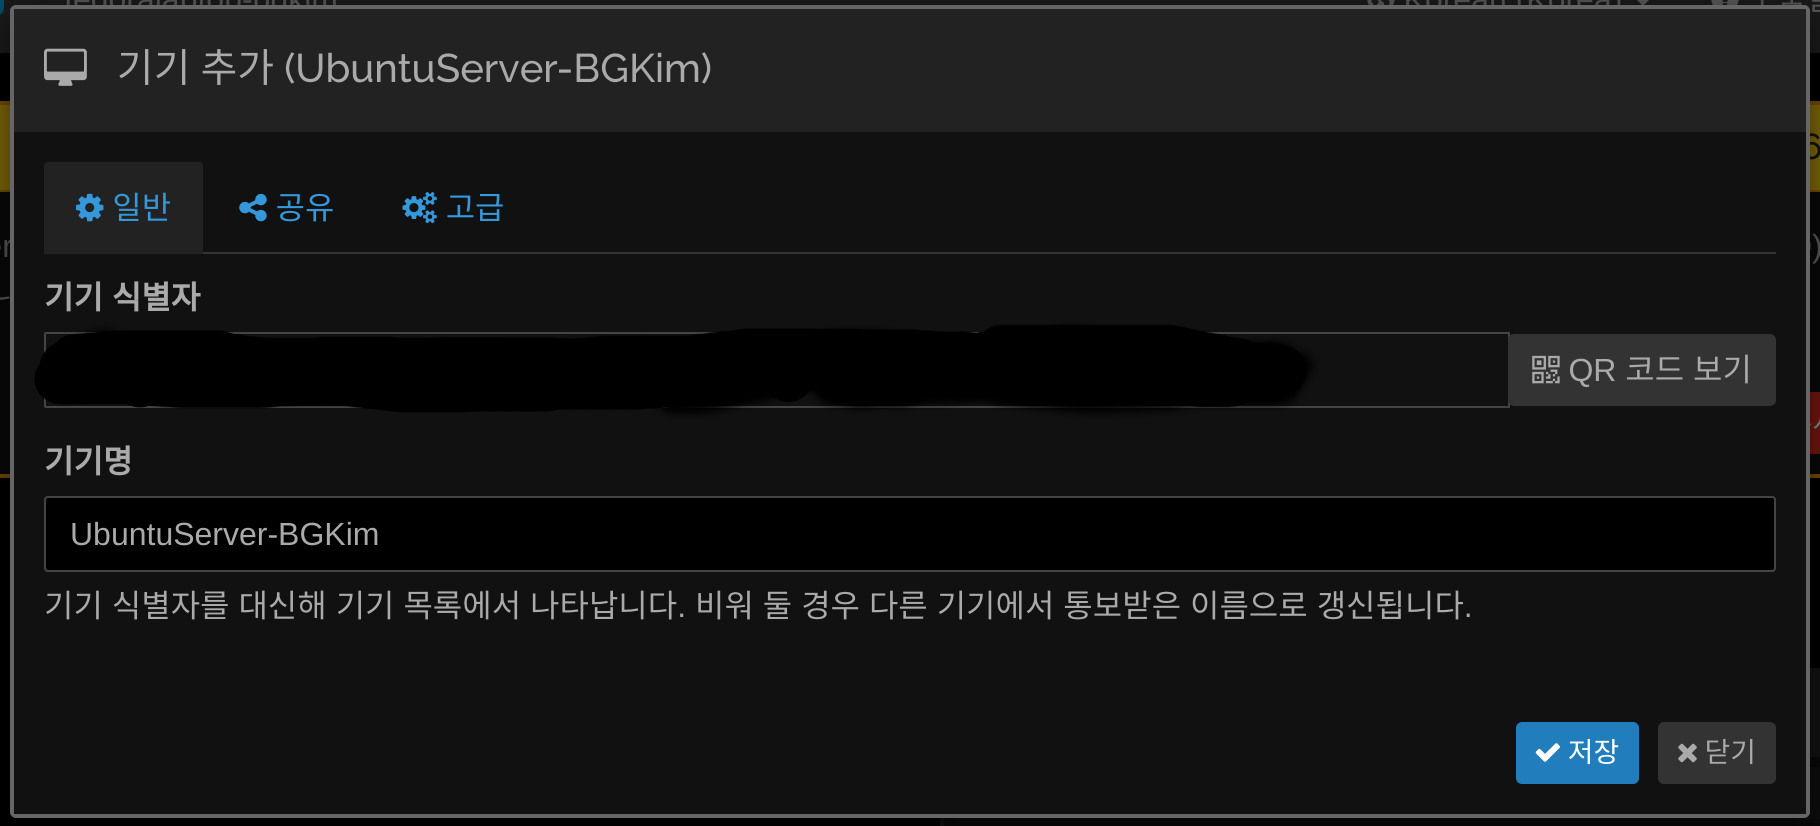 기기 추가 (UbuntuServer-BGKim)
일반
공유
고급
기기 식별자
QR 코드 보기
기기명
UbuntuServer-BGKim
기기 식별자를 대신해 기기 목록에서 나타납니다. 비워 둘 경우 다른 기기에서 통보받은 이름으로 갱신됩니다.
저장
닫기